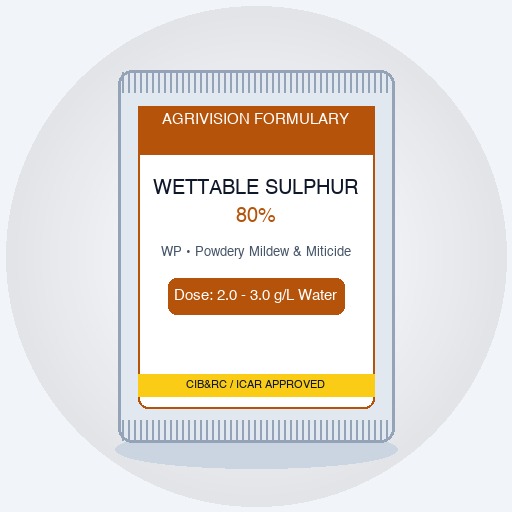 AGRIVISION FORMULARY
WETTABLE SULPHUR
80%
WP • Powdery Mildew & Miticide
Dose: 2.0 - 3.0 g/L Water
CIB&RC / ICAR APPROVED